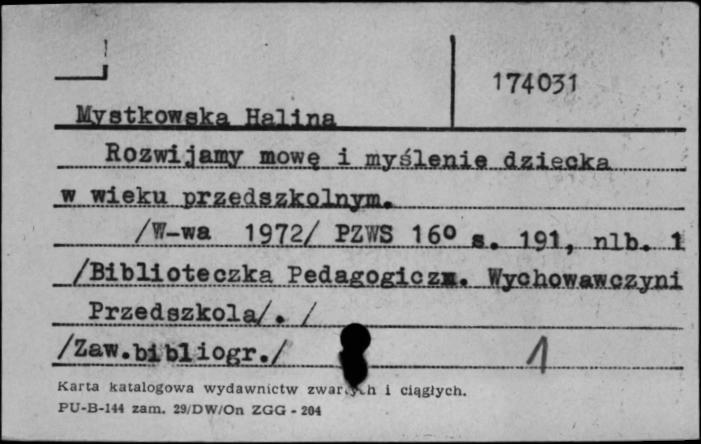 174031
Mystkowska Halina
Rozwijamy mowę i myślenie dziecka
w wieku przedszkolnym.
/W-wa 1972/ PZWS 16° s. 191, nlb. 1
/Biblioteczka Pedagogiczn. Wychowawczyni
Przedszkola/. /
/Zaw.bibliogr./ 1
Karta katalogowa wydawnictw zwartych i ciągłych.
PU-B-144 zam. 29/DW/On ZGG - 204